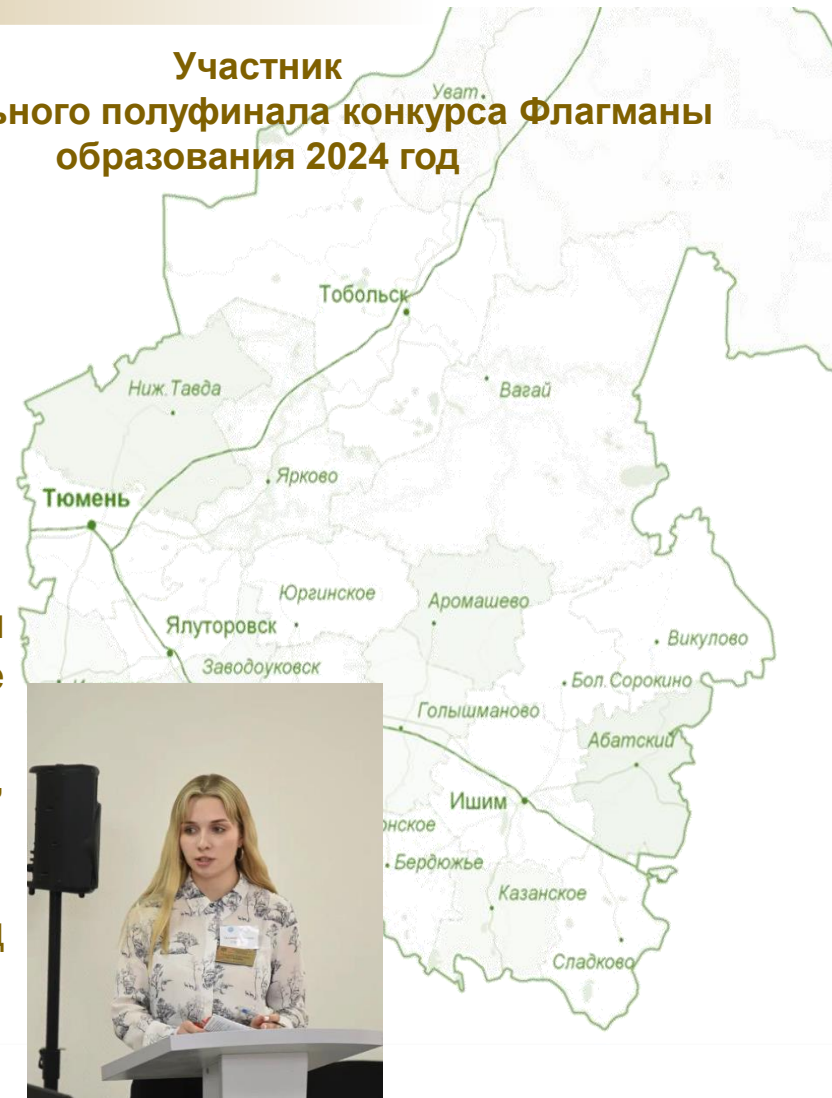 Участник
ьного полуфинала конкурса Флагманы
образования 2024 год
Уват
Тобольск
Ниж.Тавда
Вагай
Ярково
Тюмень
Юргинское
Аромашево
Ялуторовск
Викулово
Заводоуковск
Бол.Сорокино
Голышманово
Абатский
Ишим
нское
Бердюжье
Казанское
Сладково